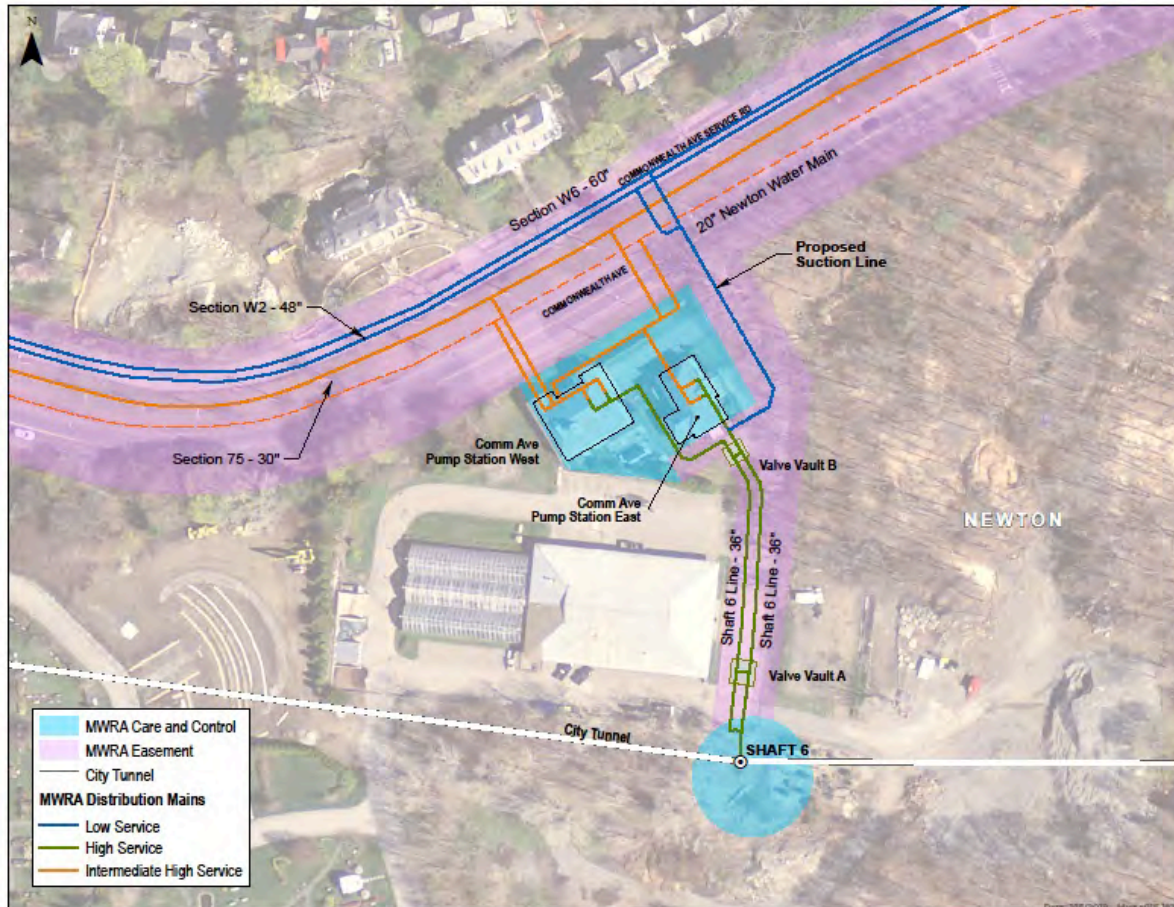 N
COMMONWEALTH AVE SERVICE RD
Section W6 - 60"
20" Newton Water Main
Proposed
Suction Line
COMMONWEALTH AVE
Section W2 - 48"
Section 75 - 30"
Comm Ave
Pump Station West
Valve Vault B
Comm Ave
Pump Station East
NEWTON
Shaft 6 Line - 36"
Shaft 6 Line - 36"
Valve Vault A
City Tunnel
SHAFT 6
MWRA Care and Control
MWRA Easement
City Tunnel
MWRA Distribution Mains
Low Service
High Service
Intermediate High Service